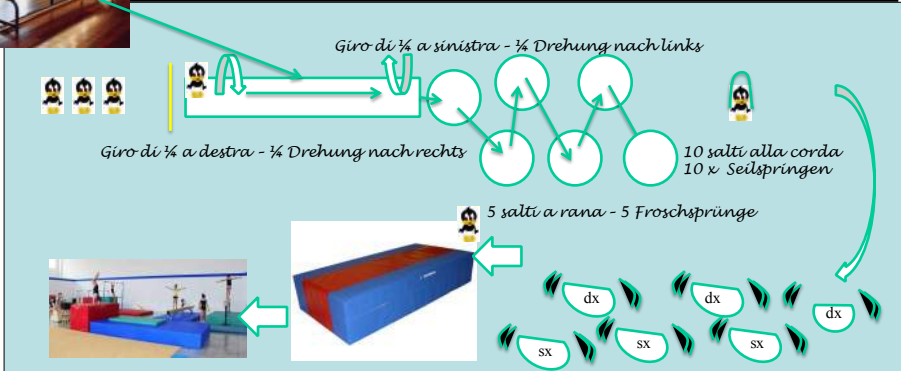 Giro di ¼ a sinistra – ¼ Drehung nach links
Giro di ¼ a destra – ¼ Drehung nach rechts
10 salti alla corda
10 x Seilspringen
5 salti a rana – 5 Froschsprünge
dx
dx
dx
sx
sx
sx